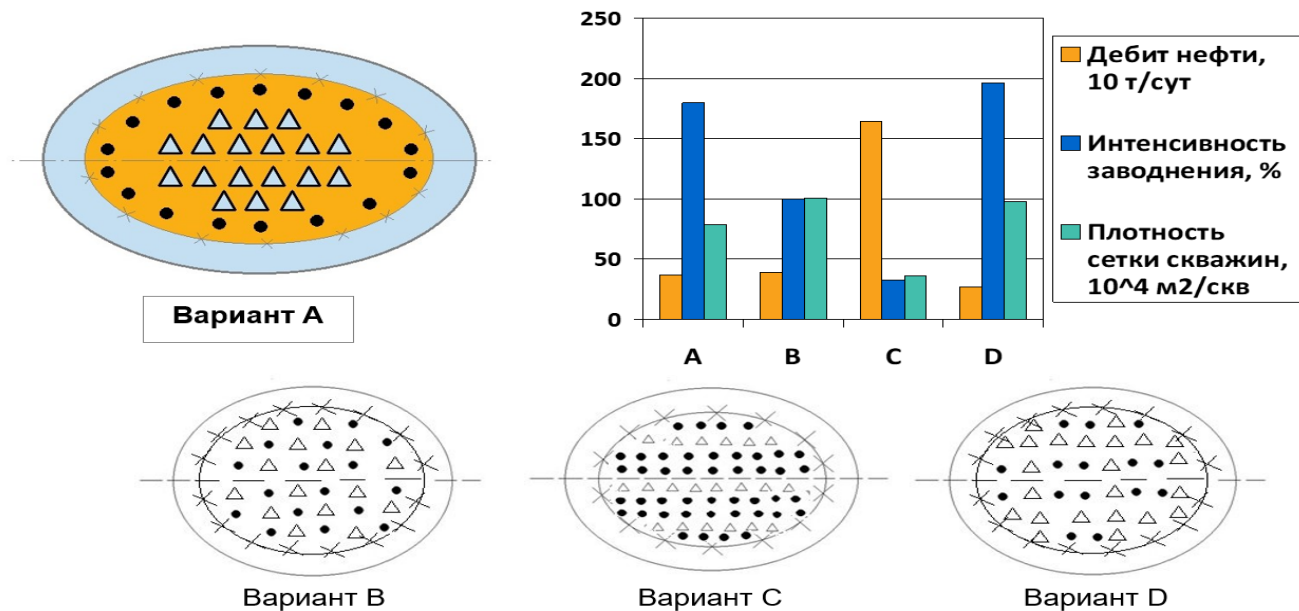 Вариант А
250
200
150
100
50
0
A
B
C
D
Дебит нефти,
10 т/сут
Интенсивность
заводнения, %
Плотность
сетки скважин,
10^4 м2/скв
Вариант В
Вариант С
Вариант D